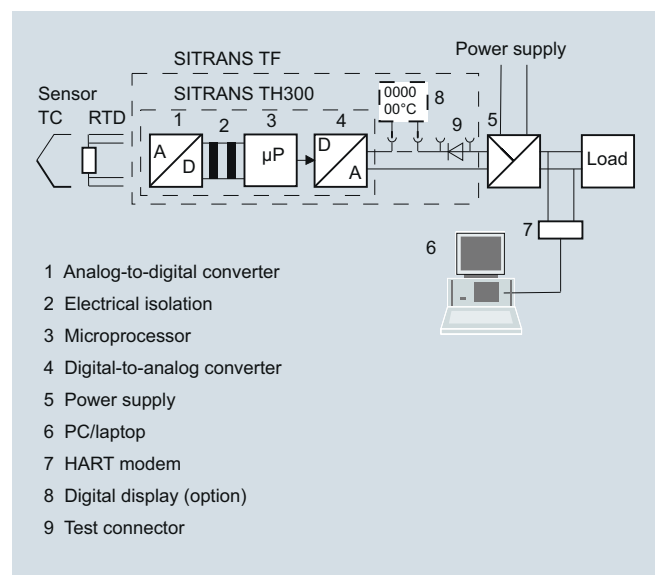 SITRANS TF
Power supply
SITRANS TH300
0000
00°C
8
Sensor
TC RTD
1 2 3 4 9 5
A
D
µP
D
A
Load
7
6
1 Analog-to-digital converter
2 Electrical isolation
3 Microprocessor
4 Digital-to-analog converter
5 Power supply
6 PC/laptop
7 HART modem
8 Digital display (option)
9 Test connector